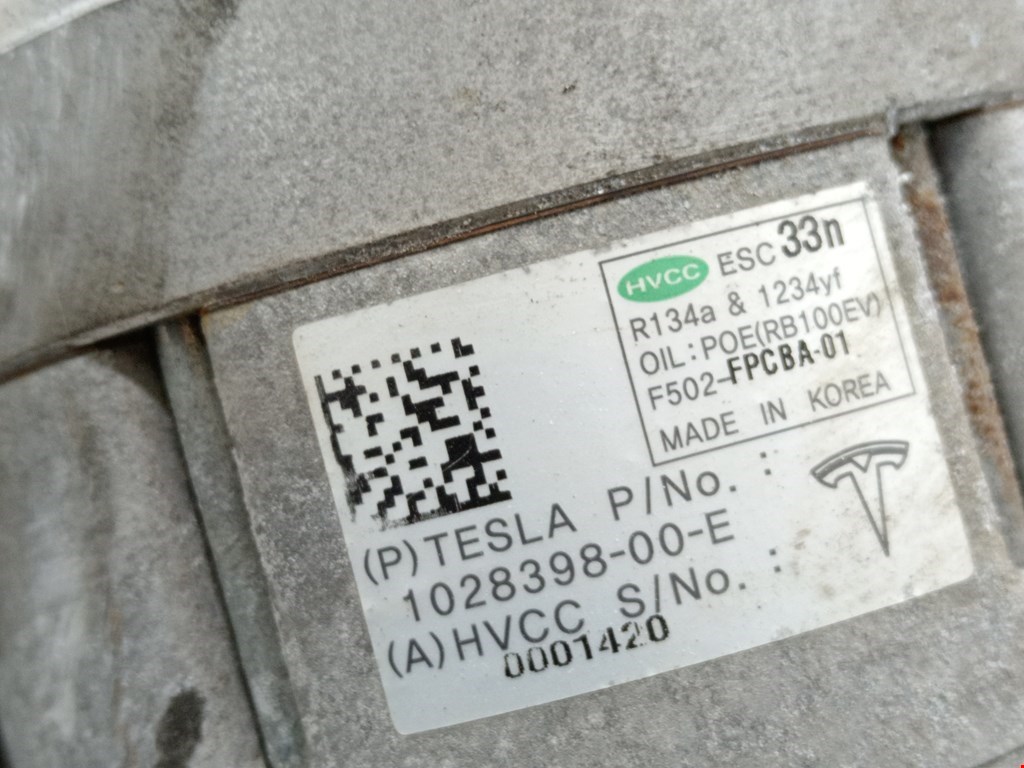 HVCC ESC 33n
R134a & 1234yf
OIL : POE(RB100EV)
F502-FPCBA-01
MADE IN KOREA
(P)TESLA P/No. :
1028398-00-E
(A)HVCC S/No. :
0001420